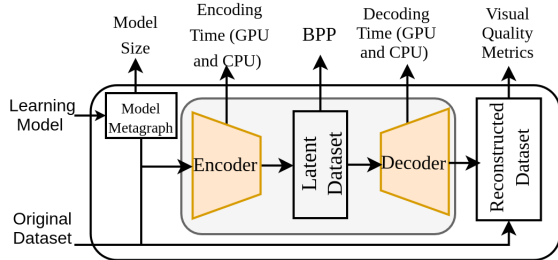 Model
Size
Encoding
Time (GPU
and CPU)
BPP
Decoding
Time (GPU
and CPU)
Visual
Quality
Metrics
Learning
Model
Model
Metagraph
Encoder
Latent
Dataset
Decoder
Reconstructed
Dataset
Original
Dataset